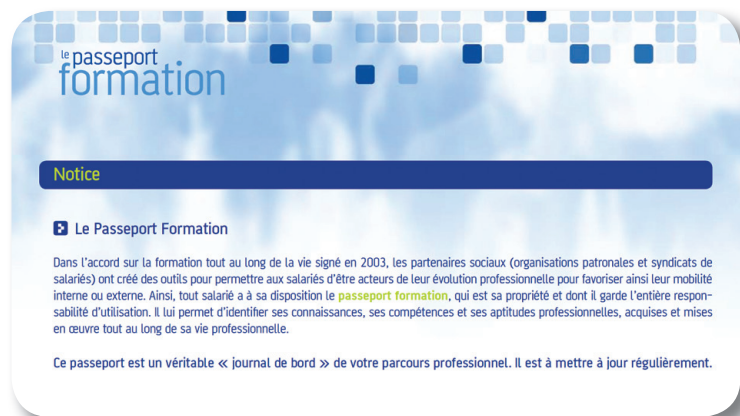 le passeport
formation
Notice
Le Passeport Formation
Dans l'accord sur la formation tout au long de la vie signé en 2003, les partenaires sociaux (organisations patronales et syndicats de
salariés) ont créé des outils pour permettre aux salariés d'être acteurs de leur évolution professionnelle pour favoriser ainsi leur mobilité
interne ou externe. Ainsi, tout salarié a à sa disposition le passeport formation, qui est sa propriété et dont il garde l'entière respon-
sabilité d'utilisation. Il lui permet d'identifier ses connaissances, ses compétences et ses aptitudes professionnelles, acquises et mises
en œuvre tout au long de sa vie professionnelle.
Ce passeport est un véritable « journal de bord » de votre parcours professionnel. Il est à mettre à jour régulièrement.